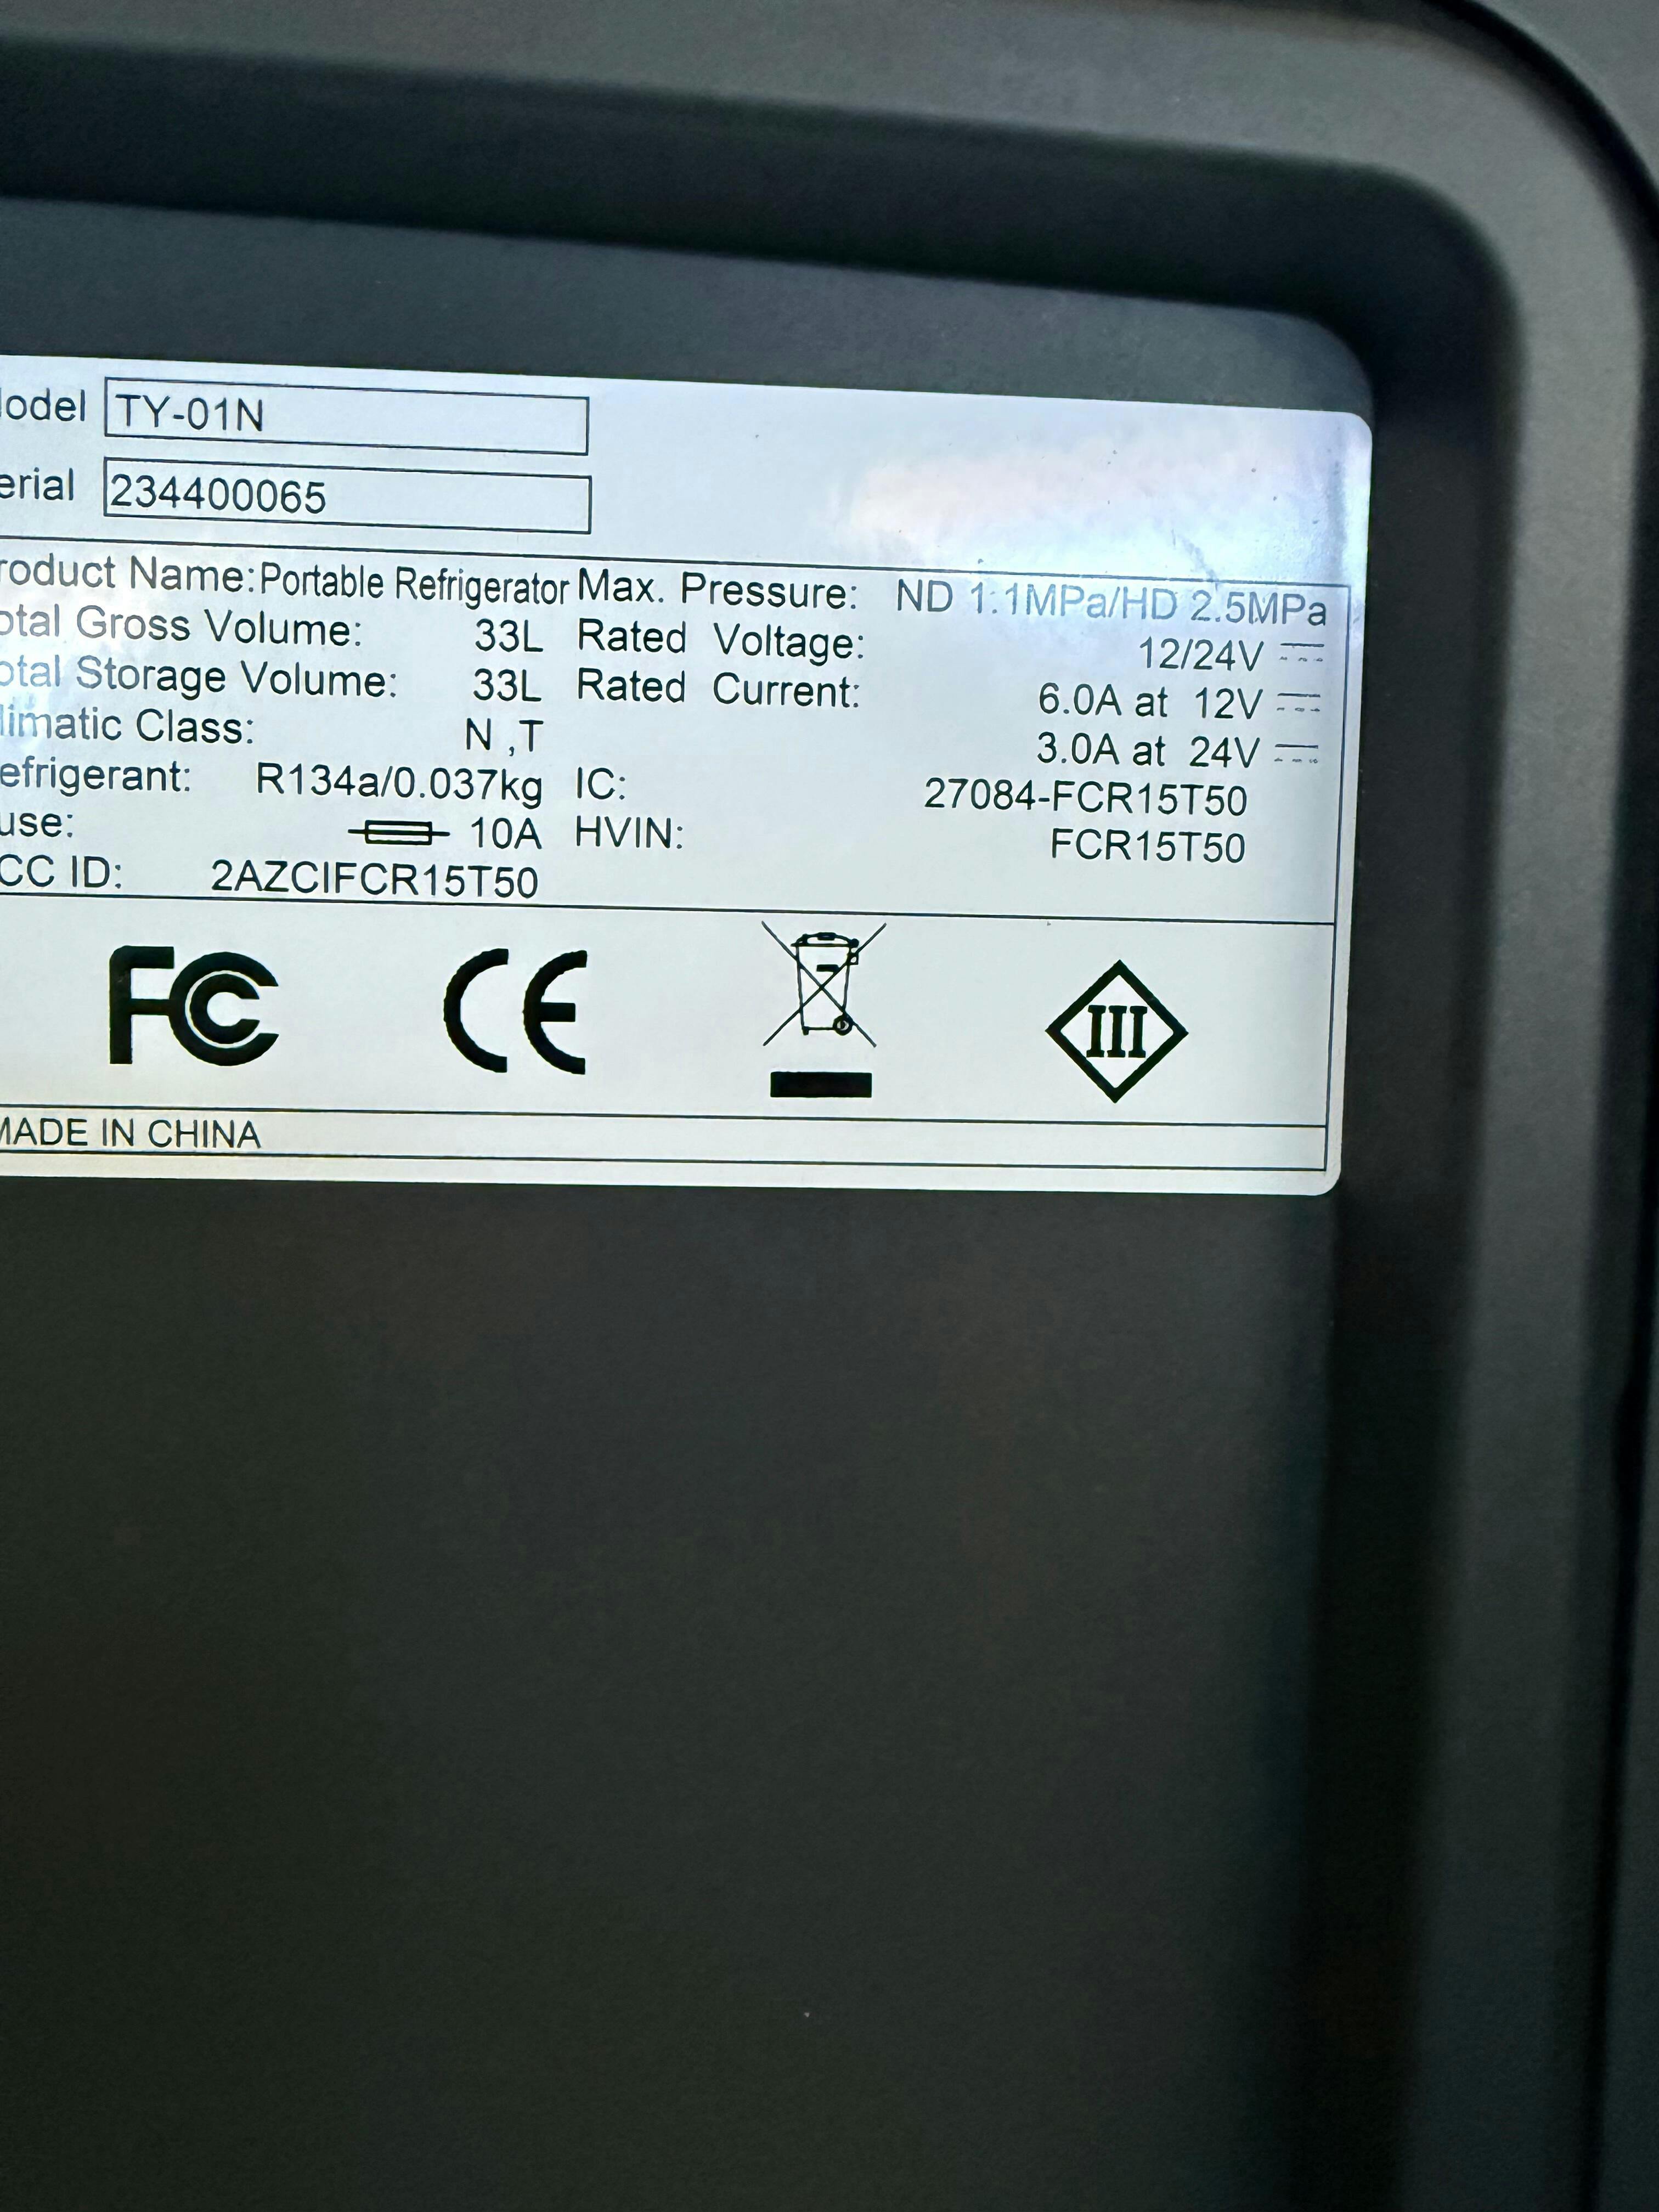 odel TY-01N
erial 234400065
roduct Name: Portable Refrigerator Max. Pressure: ND 1.1MPa/HD 2.5MPa
otal Gross Volume: 33L Rated Voltage: 12/24V
otal Storage Volume: 33L Rated Current: 6.0A at 12V
limatic Class: N ,T 3.0A at 24V
efrigerant: R134a/0.037kg IC: 27084-FCR15T50
use: 10A HVIN: FCR15T50
CC ID: 2AZCIFCR15T50
FC CE III
MADE IN CHINA